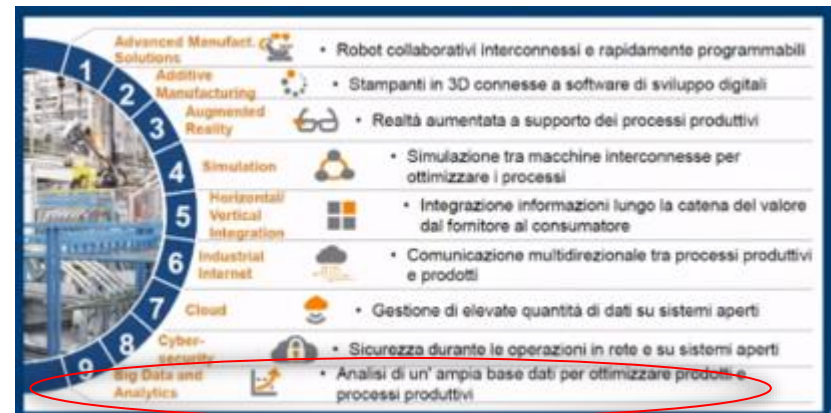 1
Advanced Manufact.
Solutions
• Robot collaborativi interconnessi e rapidamente programmabili
2
Additive
Manufacturing
• Stampanti in 3D connesse a software di sviluppo digitali
3
Augmented
Reality
• Realtà aumentata a supporto dei processi produttivi
4
Simulation
• Simulazione tra macchine interconnesse per
ottimizzare i processi
5
Horizontal/
Vertical
Integration
• Integrazione informazioni lungo la catena del valore
dal fornitore al consumatore
6
Industrial
Internet
• Comunicazione multidirezionale tra processi produttivi
e prodotti
7
Cloud
• Gestione di elevate quantità di dati su sistemi aperti
8
Cyber-
security
• Sicurezza durante le operazioni in rete e su sistemi aperti
9
Big Data and
Analytics
• Analisi di un' ampia base dati per ottimizzare prodotti e
processi produttivi